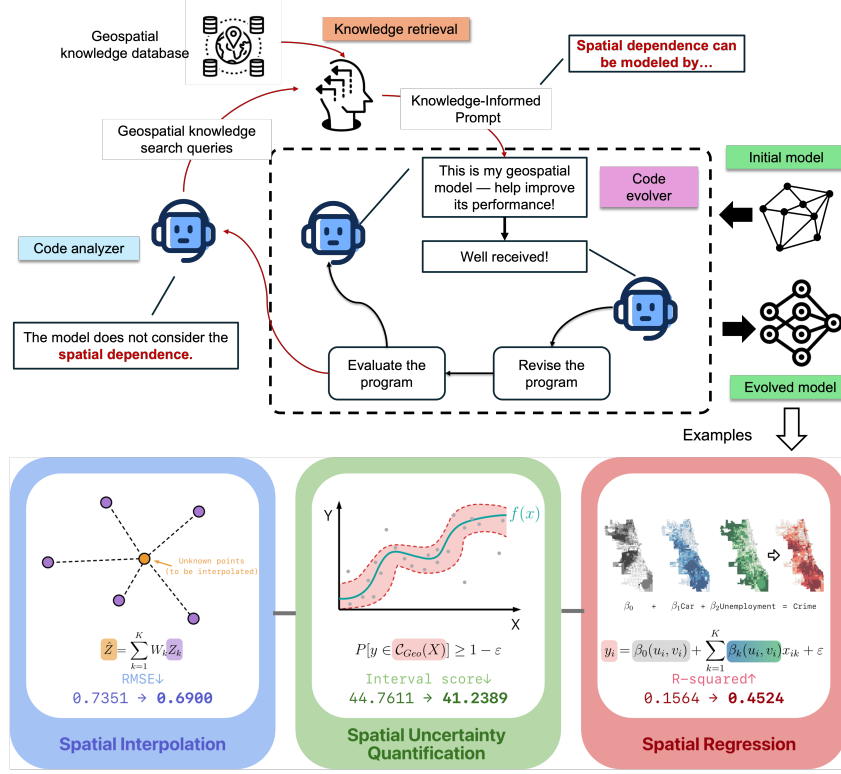 Geospatial
knowledge database
Knowledge retrieval
Spatial dependence can
be modeled by…
Knowledge-Informed
Prompt
Geospatial knowledge
search queries
This is my geospatial
model — help improve
its performance!
Code
evolver
Initial model
Code analyzer
Well received!
The model does not consider the
spatial dependence.
Evaluate the
program
Revise the
program
Evolved model
Examples
Unknown points
(to be interpolated)
Ẑ = ∑_{k=1}^{K} W_k Z_k
RMSE↓
0.7351 → 0.6900
Spatial Interpolation
Y
f(x)
X
P[y ∈ C_{Geo}(X)] ≥ 1 − ε
Interval score↓
44.7611 → 41.2389
Spatial Uncertainty
Quantification
β₀ + β₁Car + β₂Unemployment = Crime
y_i = β₀(u_i, v_i) + ∑_{k=1}^{K} β_k(u_i, v_i)x_{ik} + ε
R-squared↑
0.1564 → 0.4524
Spatial Regression